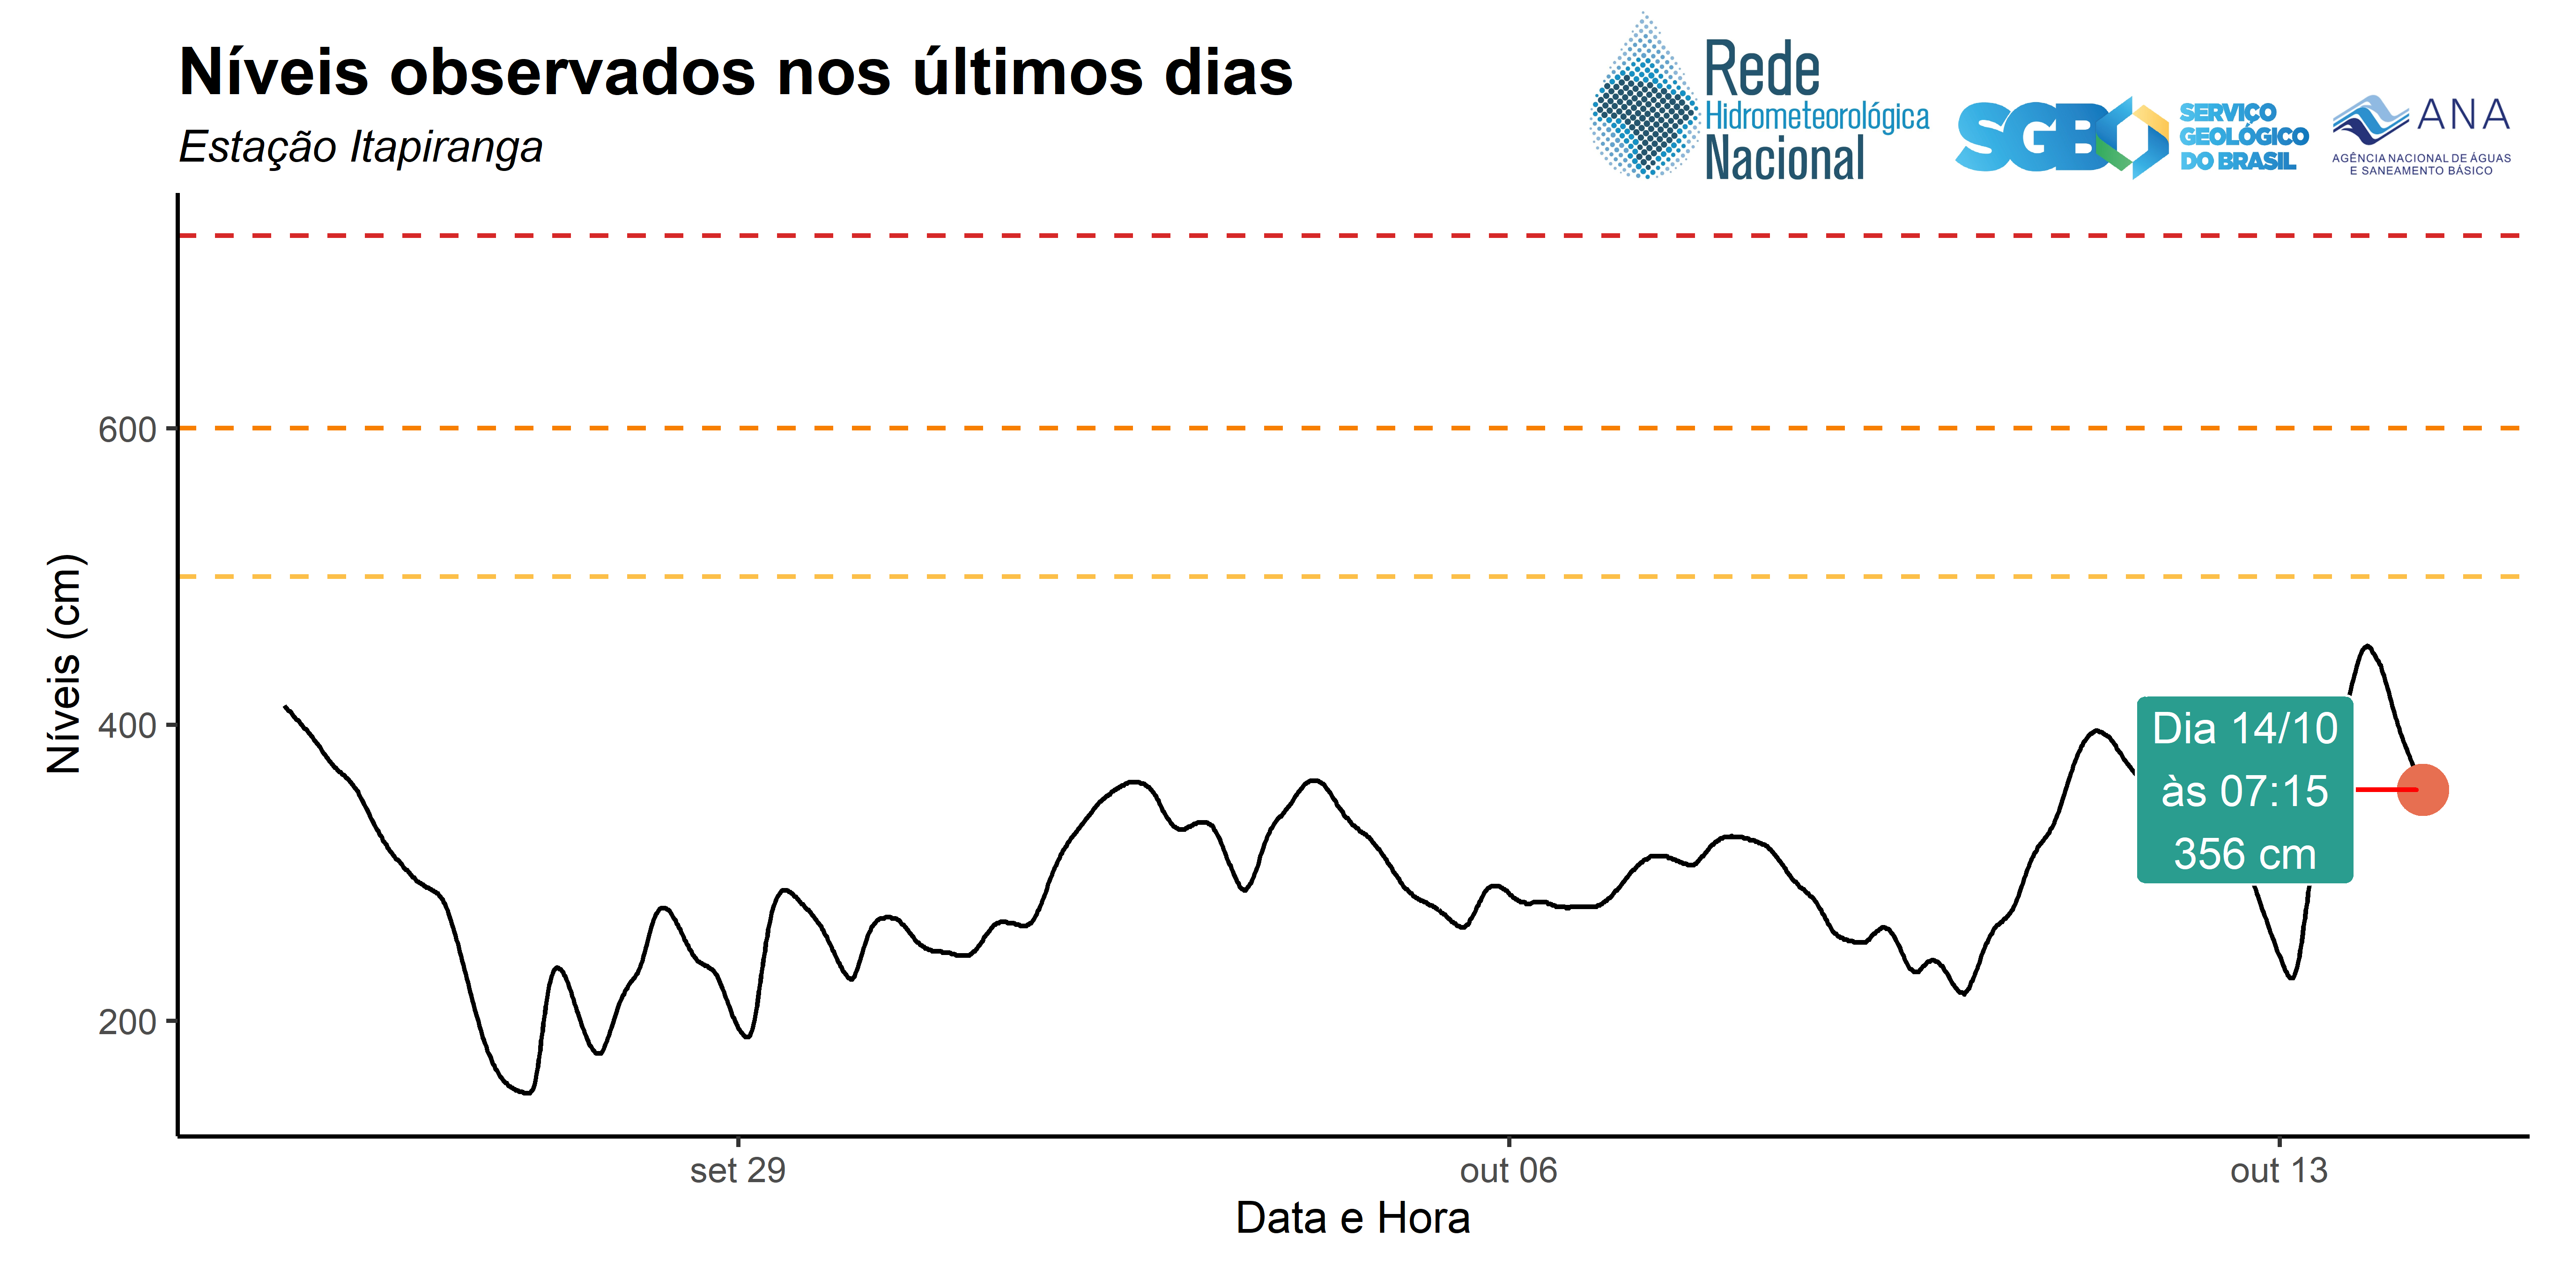 Níveis observados nos últimos dias
Estação Itapiranga
Rede
Hidrometeorológica
Nacional
SGB
SERVIÇO
GEOLÓGICO
DO BRASIL
ANA
AGÊNCIA NACIONAL DE ÁGUAS
E SANEAMENTO BÁSICO
Níveis (cm)
600
400
200
Dia 14/10
às 07:15
356 cm
set 29
out 06
out 13
Data e Hora